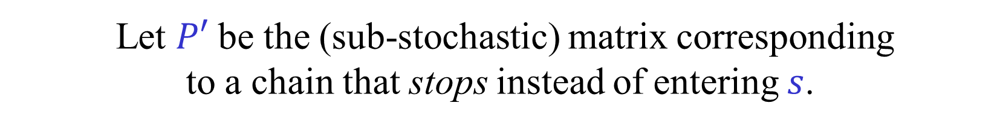 Let P′ be the (sub-stochastic) matrix corresponding
to a chain that stops instead of entering s.